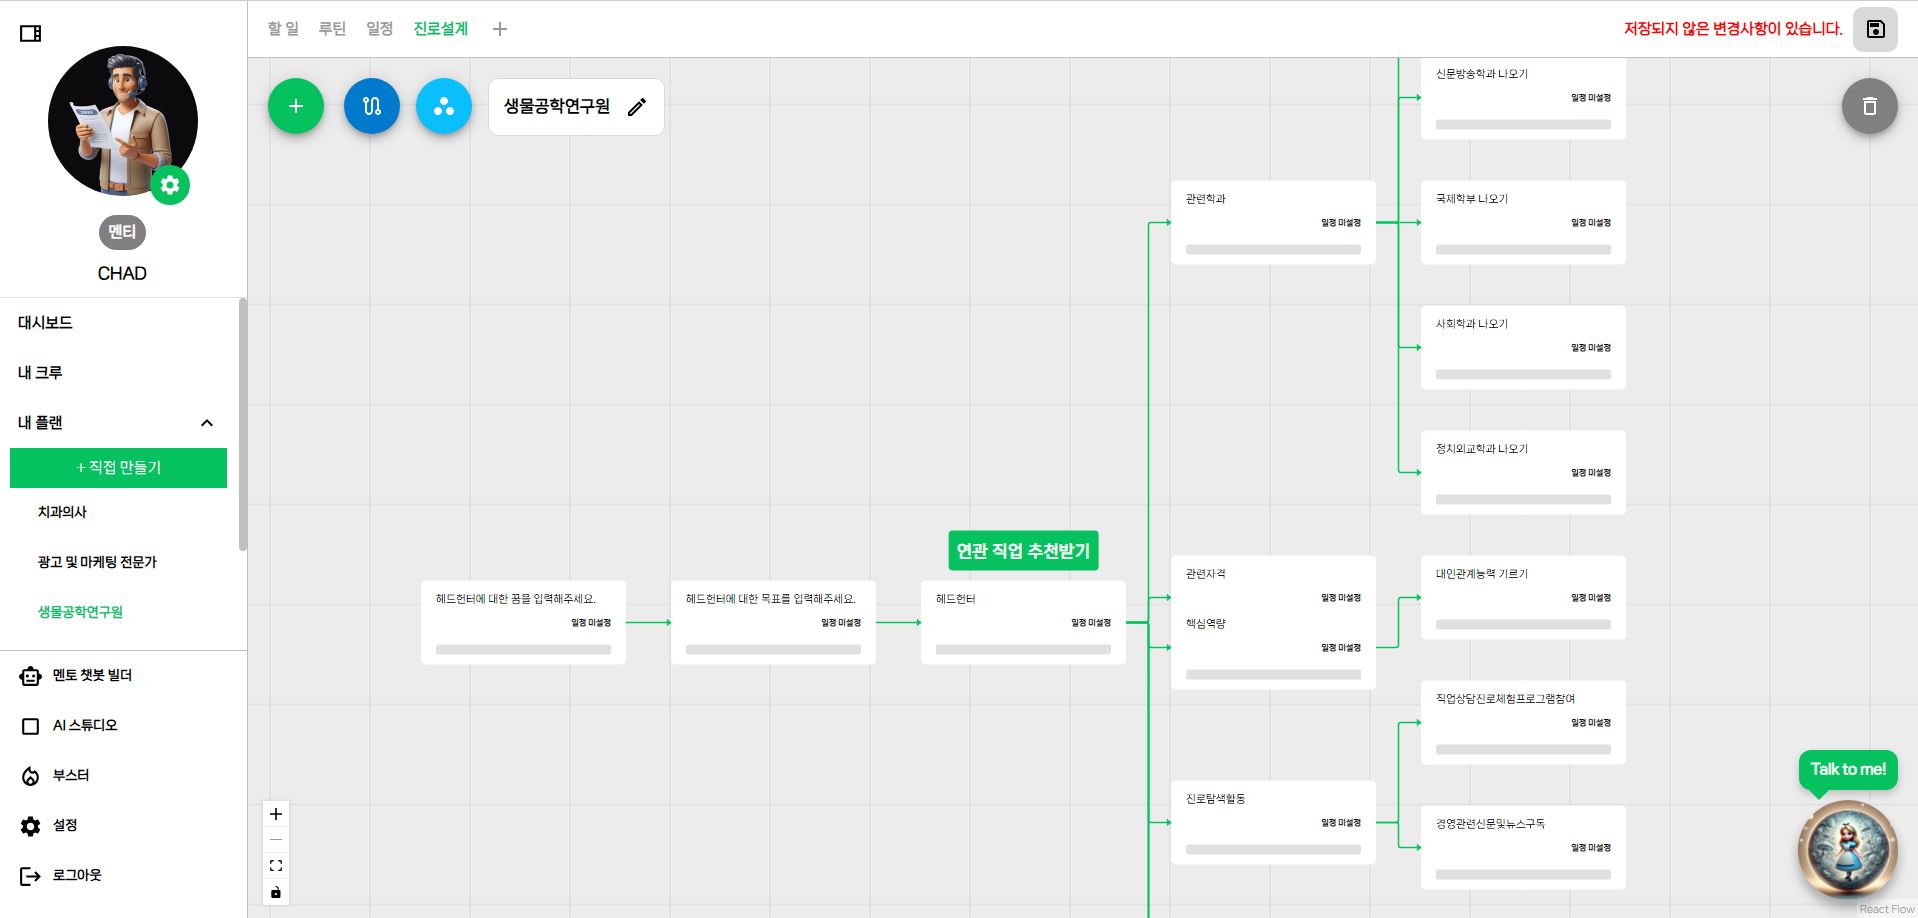 멘티
CHAD
대시보드
내 크루
내 플랜
+ 직접 만들기
치과의사
광고 및 마케팅 전문가
생물공학연구원
멘토 챗봇 빌더
AI 스튜디오
부스터
설정
로그아웃
할 일 루틴 일정 진로설계
저장되지 않은 변경사항이 있습니다.
생물공학연구원
신문방송학과 나오기
일정 미설정
관련학과
일정 미설정
국제학부 나오기
일정 미설정
사회학과 나오기
일정 미설정
정치외교학과 나오기
일정 미설정
연관 직업 추천받기
헤드헌터에 대한 꿈을 입력해주세요.
일정 미설정
헤드헌터에 대한 목표를 입력해주세요.
일정 미설정
헤드헌터
일정 미설정
관련자격
일정 미설정
핵심역량
일정 미설정
대인관계능력 기르기
일정 미설정
직업상담진로체험프로그램참여
일정 미설정
진로탐색활동
일정 미설정
경영관련신문및뉴스구독
일정 미설정
Talk to me!
React Flow